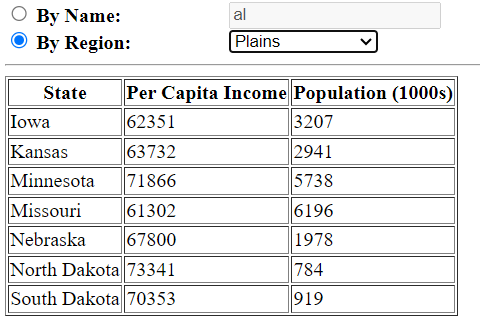 By Name: al
By Region: Plains
State Per Capita Income Population (1000s)
Iowa 62351 3207
Kansas 63732 2941
Minnesota 71866 5738
Missouri 61302 6196
Nebraska 67800 1978
North Dakota 73341 784
South Dakota 70353 919